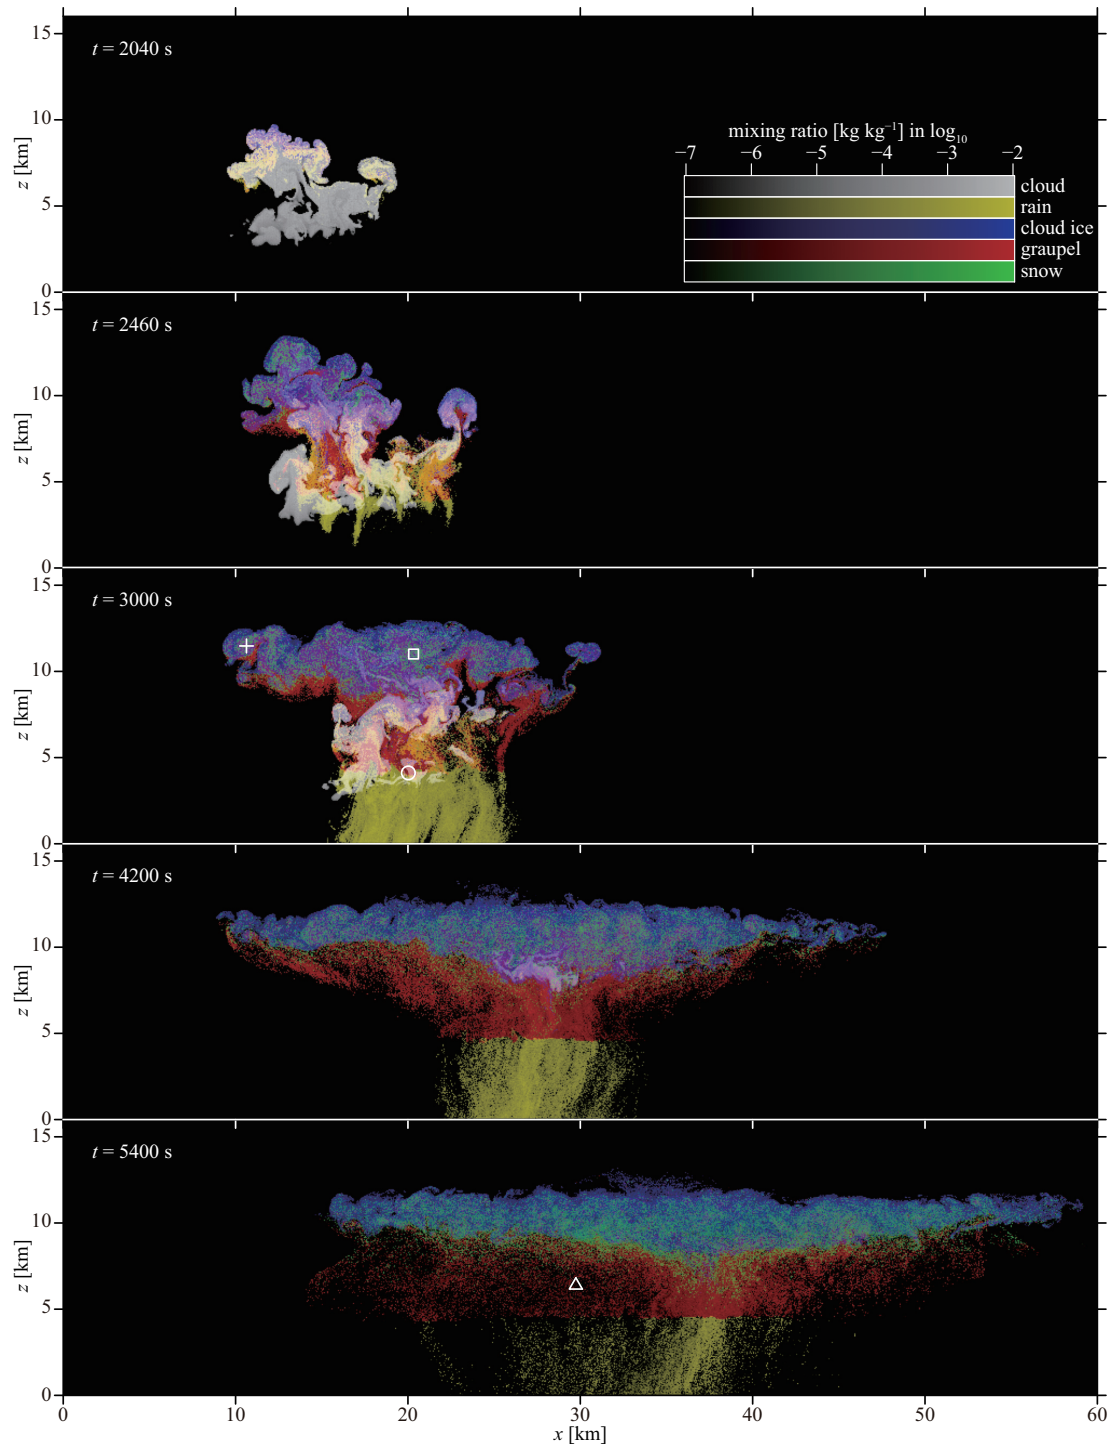 15
t = 2040 s
10
z [km]
5
0
mixing ratio [kg kg⁻¹] in log₁₀
−7 −6 −5 −4 −3 −2
cloud
rain
cloud ice
graupel
snow
15
t = 2460 s
10
z [km]
5
0
15
t = 3000 s
10
z [km]
5
0
15
t = 4200 s
10
z [km]
5
0
15
t = 5400 s
10
z [km]
5
0
0 10 20 30 40 50 60
x [km]